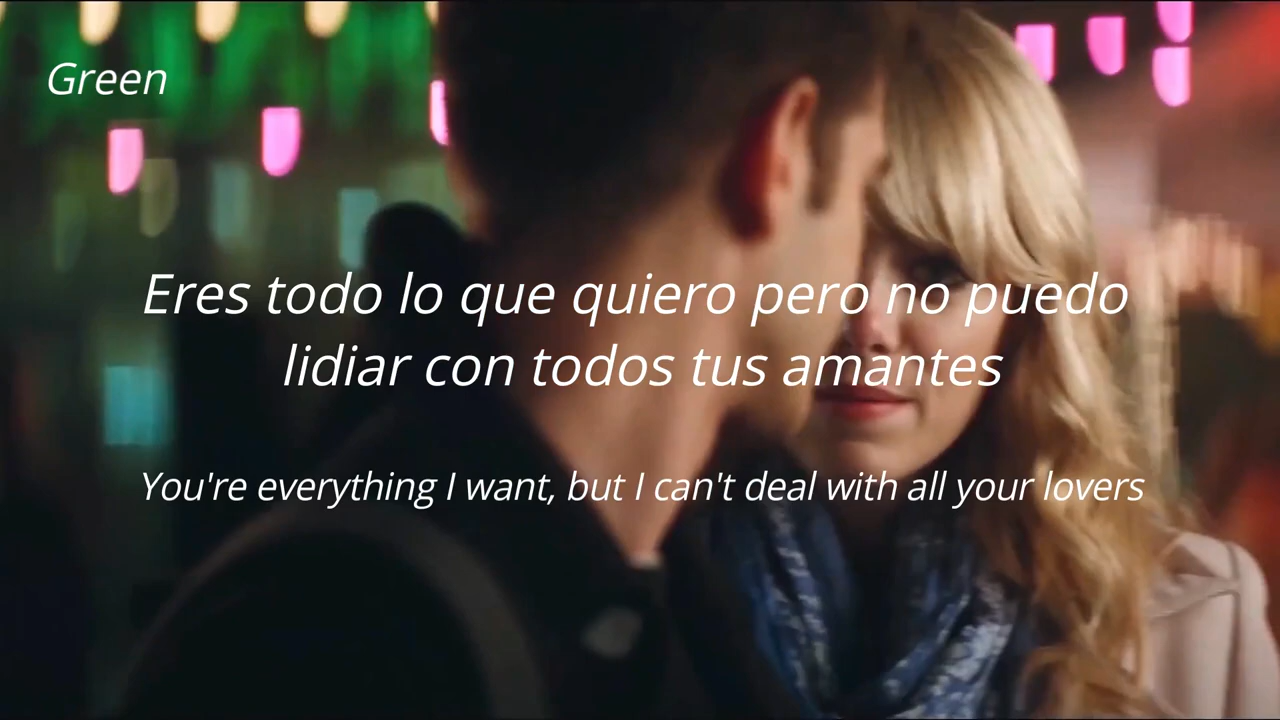 Green
Eres todo lo que quiero pero no puedo
lidiar con todos tus amantes
You're everything I want, but I can't deal with all your lovers